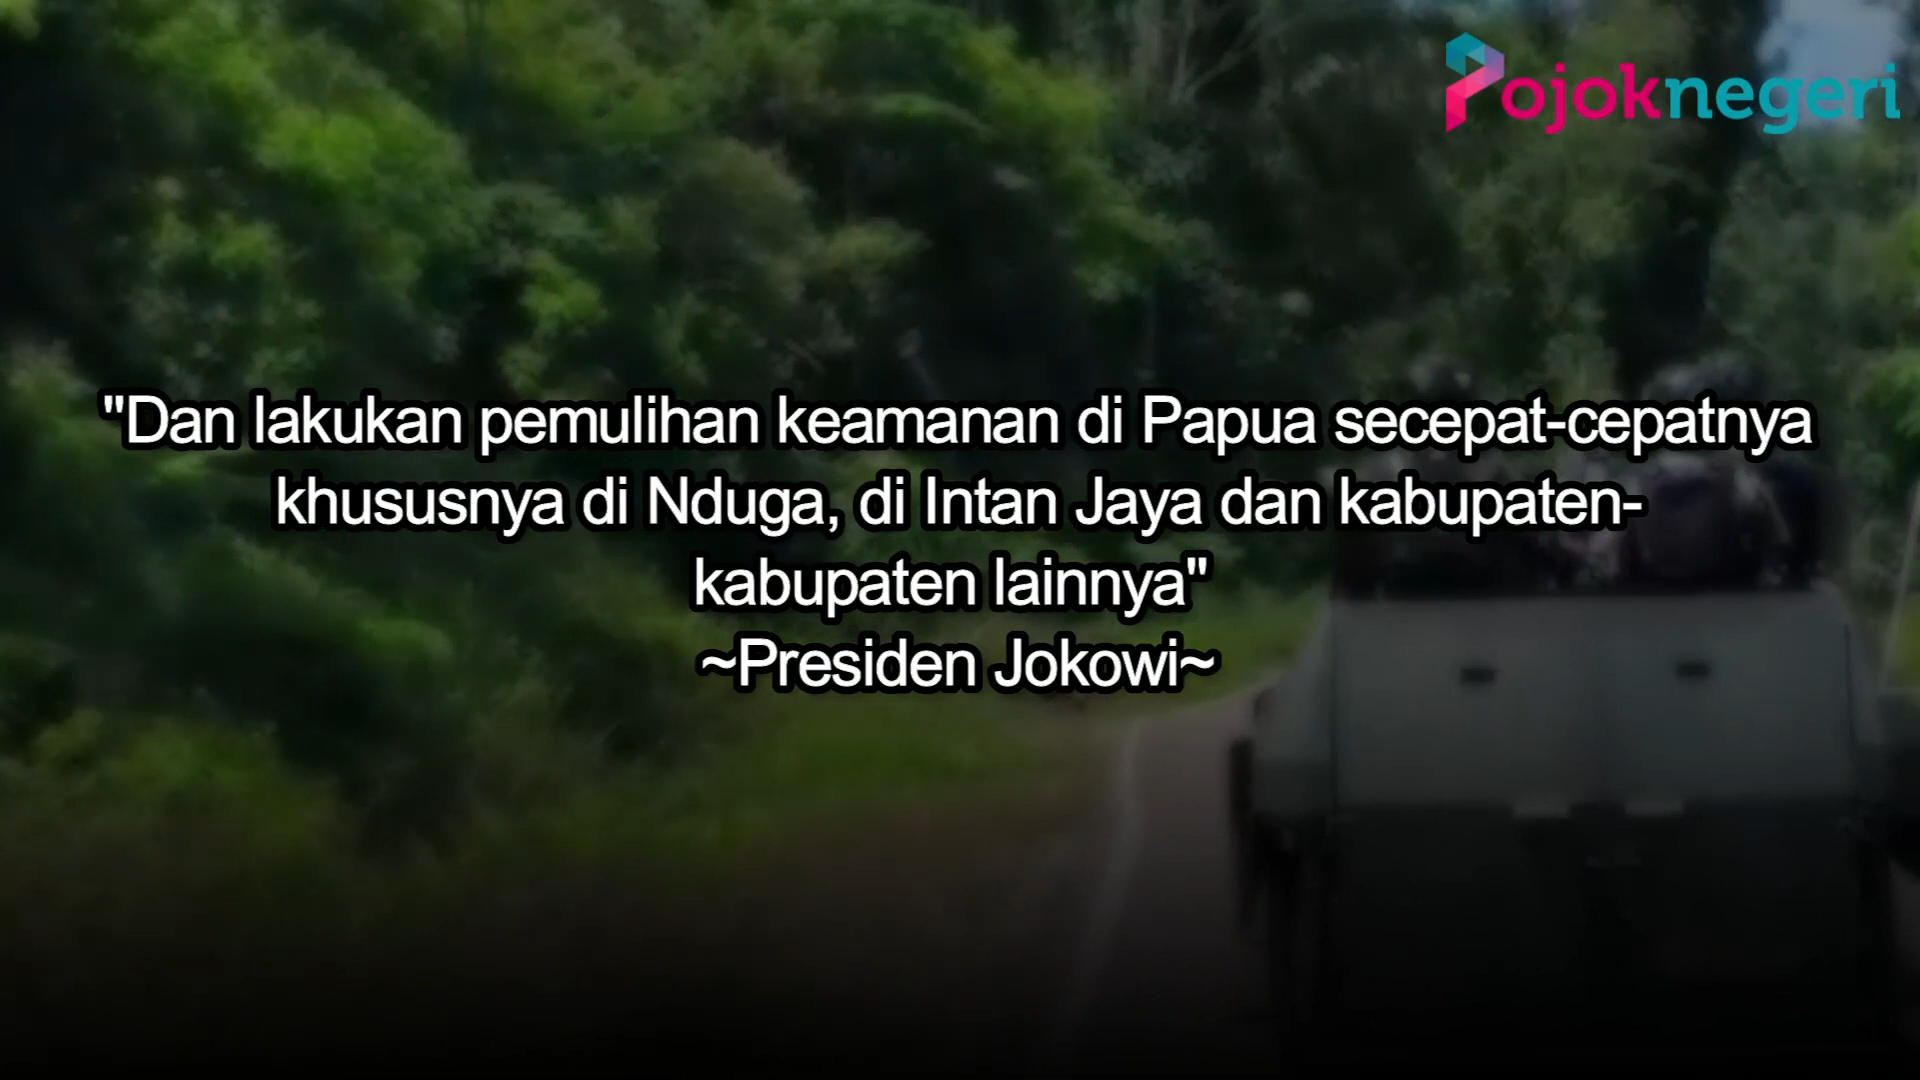 Pojoknegeri
"Dan lakukan pemulihan keamanan di Papua secepat-cepatnya
khususnya di Nduga, di Intan Jaya dan kabupaten-
kabupaten lainnya"
~Presiden Jokowi~